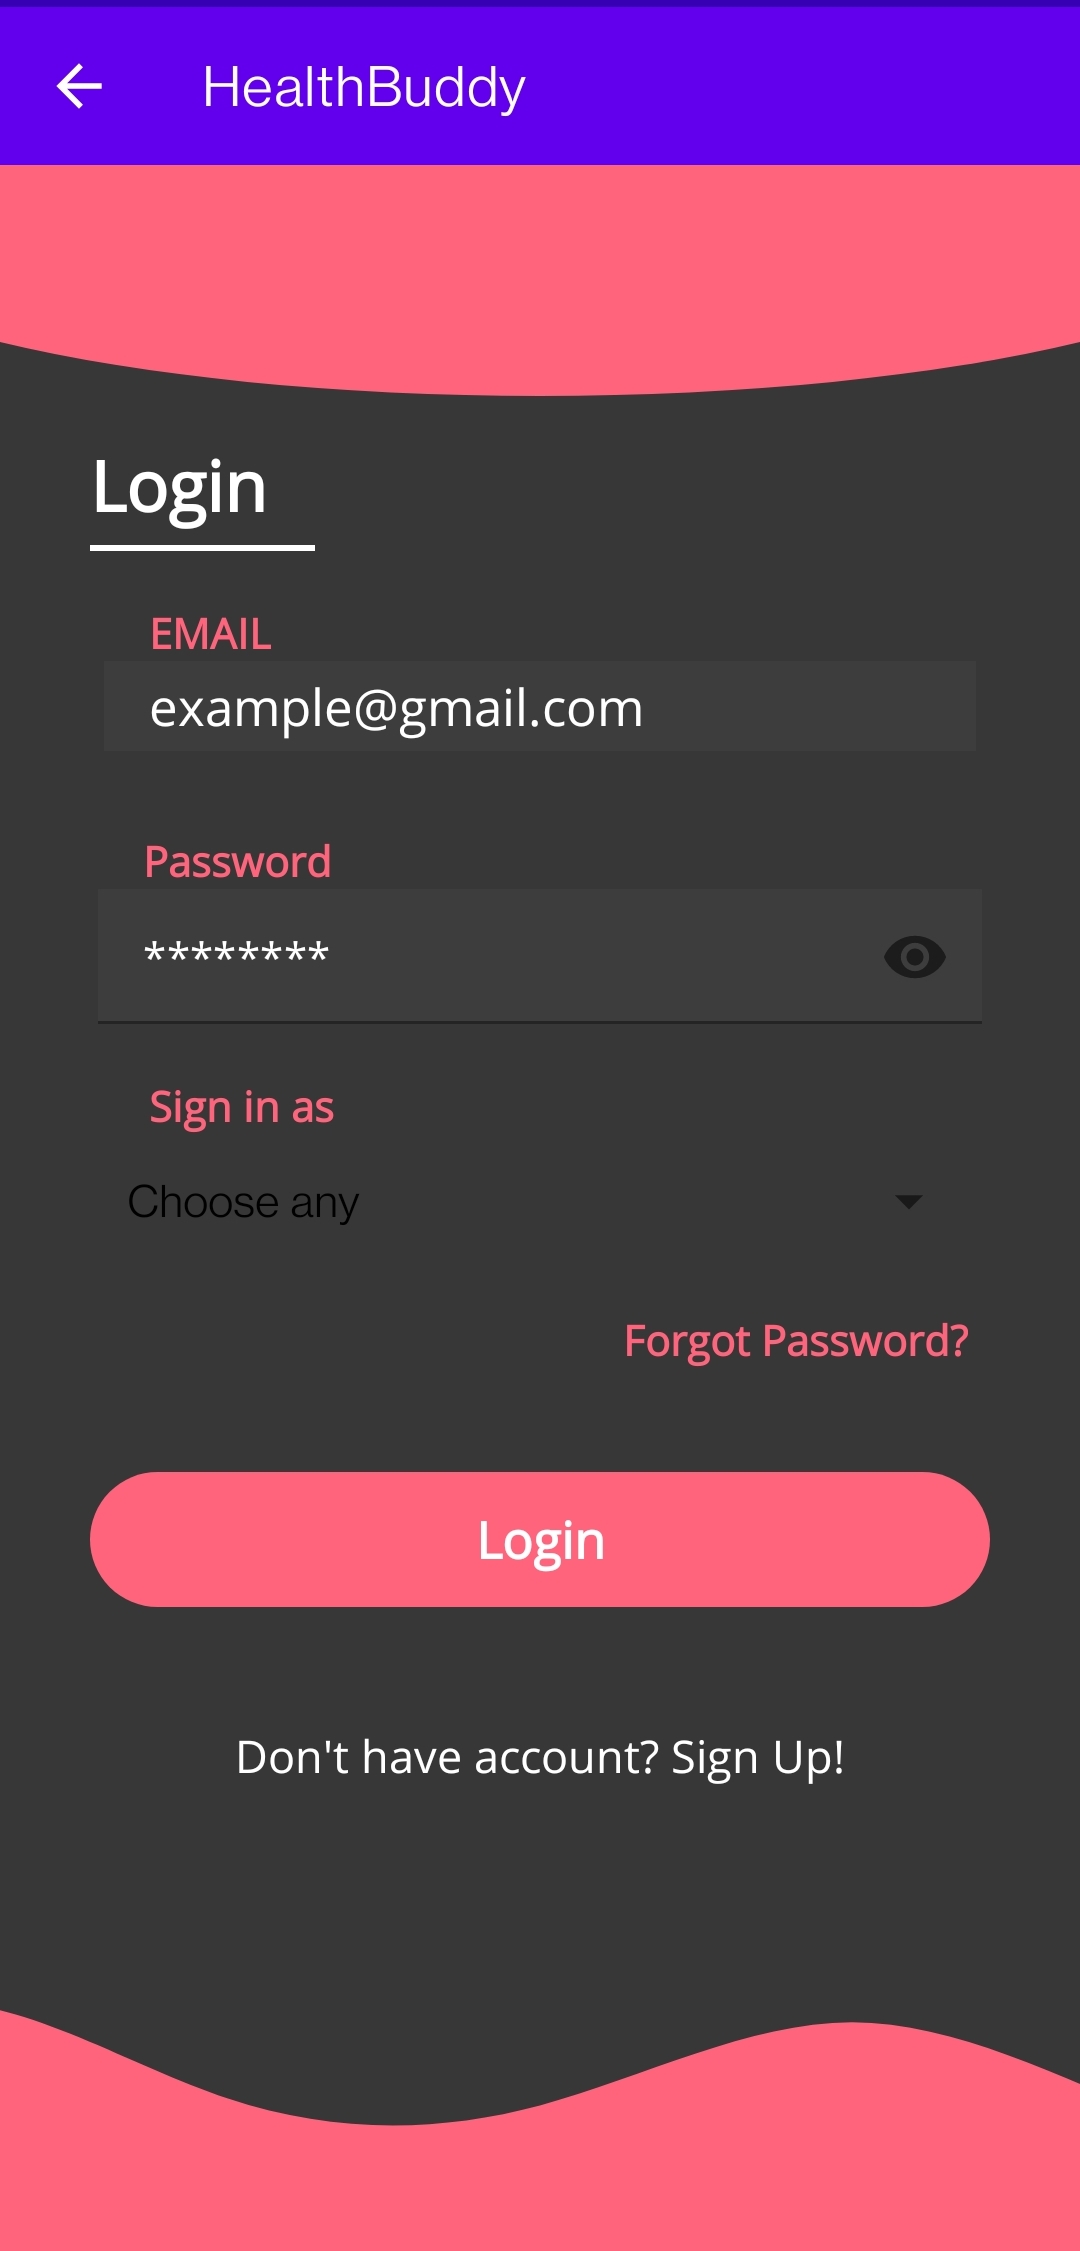 HealthBuddy
Login
EMAIL
example@gmail.com
Password
********
Sign in as
Choose any
Forgot Password?
Login
Don't have account? Sign Up!